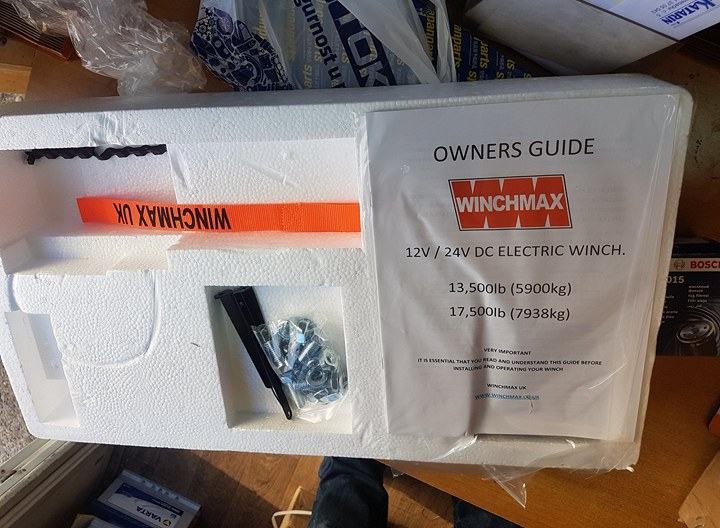 KATARIN
OWNERS GUIDE
WINCHMAX
12V / 24V DC ELECTRIC WINCH.
13,500lb (5900kg)
17,500lb (7938kg)
VERY IMPORTANT
IT IS ESSENTIAL THAT YOU READ AND UNDERSTAND THIS GUIDE BEFORE
INSTALLING AND OPERATING YOUR WINCH
WINCHMAX UK
WWW.WINCHMAX.CO.UK
WINCHMAX UK
BOSCH
015
VARTA